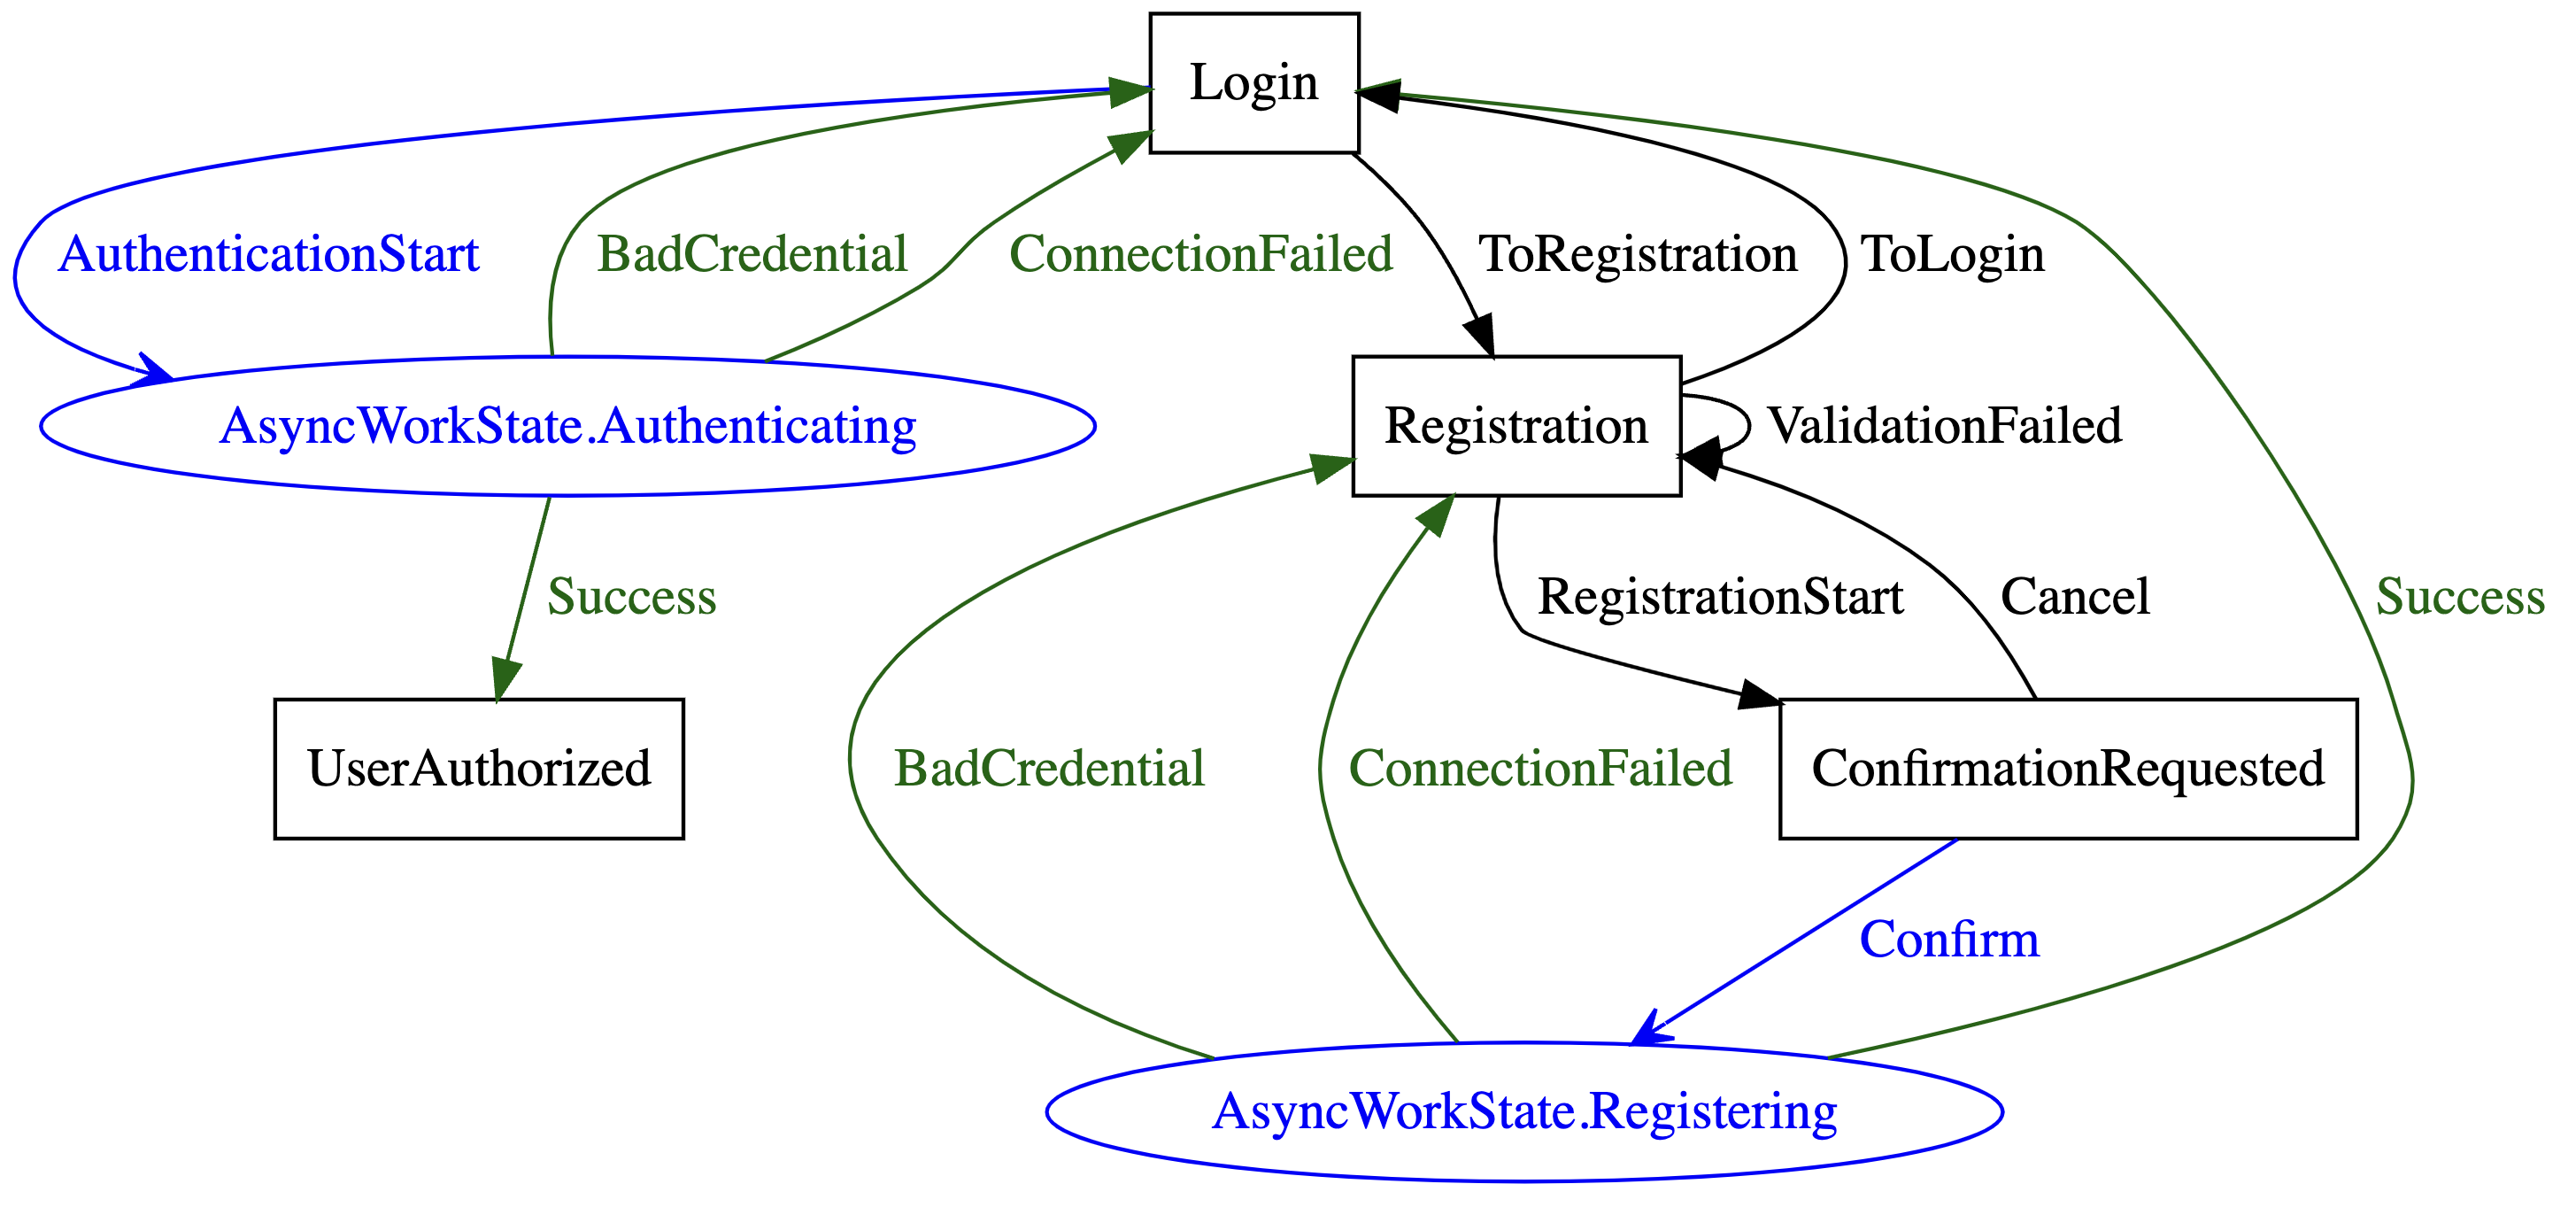 Login
AuthenticationStart
BadCredential
ConnectionFailed
ToRegistration
ToLogin
AsyncWorkState.Authenticating
Registration
ValidationFailed
Success
RegistrationStart
Cancel
Success
UserAuthorized
BadCredential
ConnectionFailed
ConfirmationRequested
Confirm
AsyncWorkState.Registering